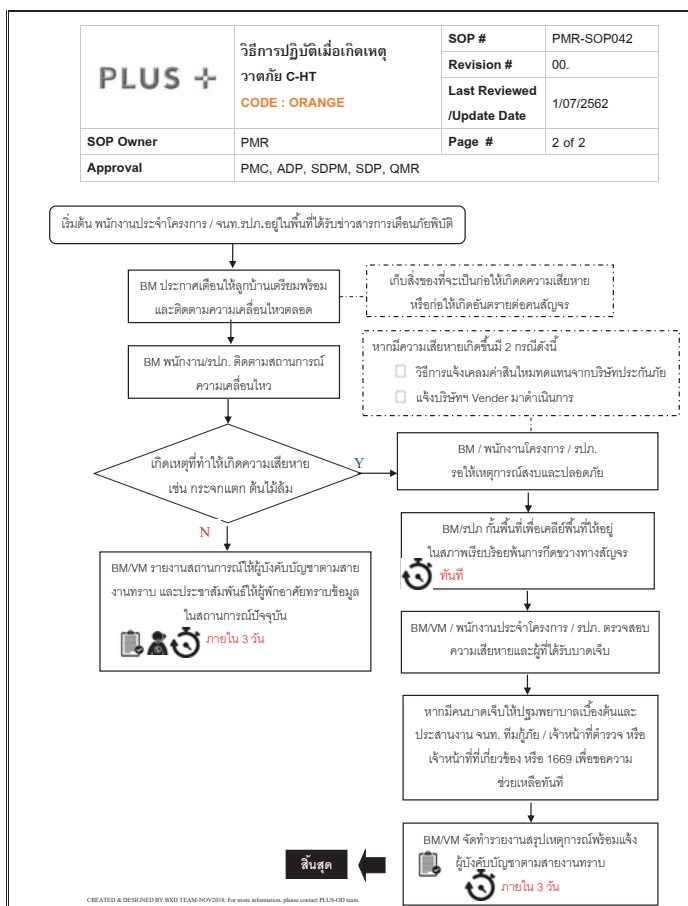 PLUS +
วิธีการปฏิบัติเมื่อเกิดเหตุ
วาตภัย C-HT
CODE : ORANGE
SOP # PMR-SOP042
Revision # 00.
Last Reviewed
/Update Date 1/07/2562
SOP Owner PMR Page # 2 of 2
Approval PMC, ADP, SDPM, SDP, QMR
เริ่มต้น พนักงานประจำโครงการ / จนท.รปภ.อยู่ในพื้นที่ได้รับข่าวสารการเตือนภัยพิบัติ
BM ประกาศเตือนให้ลูกบ้านเตรียมพร้อม
และติดตามความเคลื่อนไหวตลอด
เก็บสิ่งของที่จะเป็นก่อให้เกิดดความเสียหาย
หรือก่อให้เกิดอันตรายต่อคนสัญจร
BM พนักงาน/รปภ. ติดตามสถานการณ์
ความเคลื่อนไหว
หากมีความเสียหายเกิดขึ้นมี 2 กรณีดังนี้
วิธีการแจ้งเคลมค่าสินไหมทดแทนจากบริษัทประกันภัย
แจ้งบริษัทฯ Vender มาดำเนินการ
เกิดเหตุที่ทำให้เกิดความเสียหาย
เช่น กระจกแตก ต้นไม้ล้ม
Y
N
BM / พนักงานโครงการ / รปภ.
รอให้เหตุการณ์สงบและปลอดภัย
BM/รปภ กั้นพื้นที่เพื่อเคลียี์พื้นที่ให้อยู่
ในสภาพเรียบร้อยพ้นการกีดขวางทางสัญจร
ทันที
BM/VM รายงานสถานการณ์ให้ผู้บังคับบัญชาตามสาย
งานทราบ และประชาสัมพันธ์ให้ผู้พักอาศัยทราบข้อมูล
ในสถานการณ์ปัจจุบัน
ภายใน 3 วัน
BM/VM / พนักงานประจำโครงการ / รปภ. ตรวจสอบ
ความเสียหายและผู้ที่ได้รับบาดเจ็บ
หากมีคนบาดเจ็บให้ปฐมพยาบาลเบื้องต้นและ
ประสานงาน จนท. ทีมกู้ภัย / เจ้าหน้าที่ตำรวจ หรือ
เจ้าหน้าที่ที่เกี่ยวข้อง หรือ 1669 เพื่อขอความ
ช่วยเหลือทันที
BM/VM จัดทำรายงานสรุปเหตุการณ์พร้อมแจ้ง
ผู้บังคับบัญชาตามสายงานทราบ
ภายใน 3 วัน
สิ้นสุด
CREATED & DESIGNED BY BXD TEAM-NOV2018: For more information, please contact PLUS-OD team